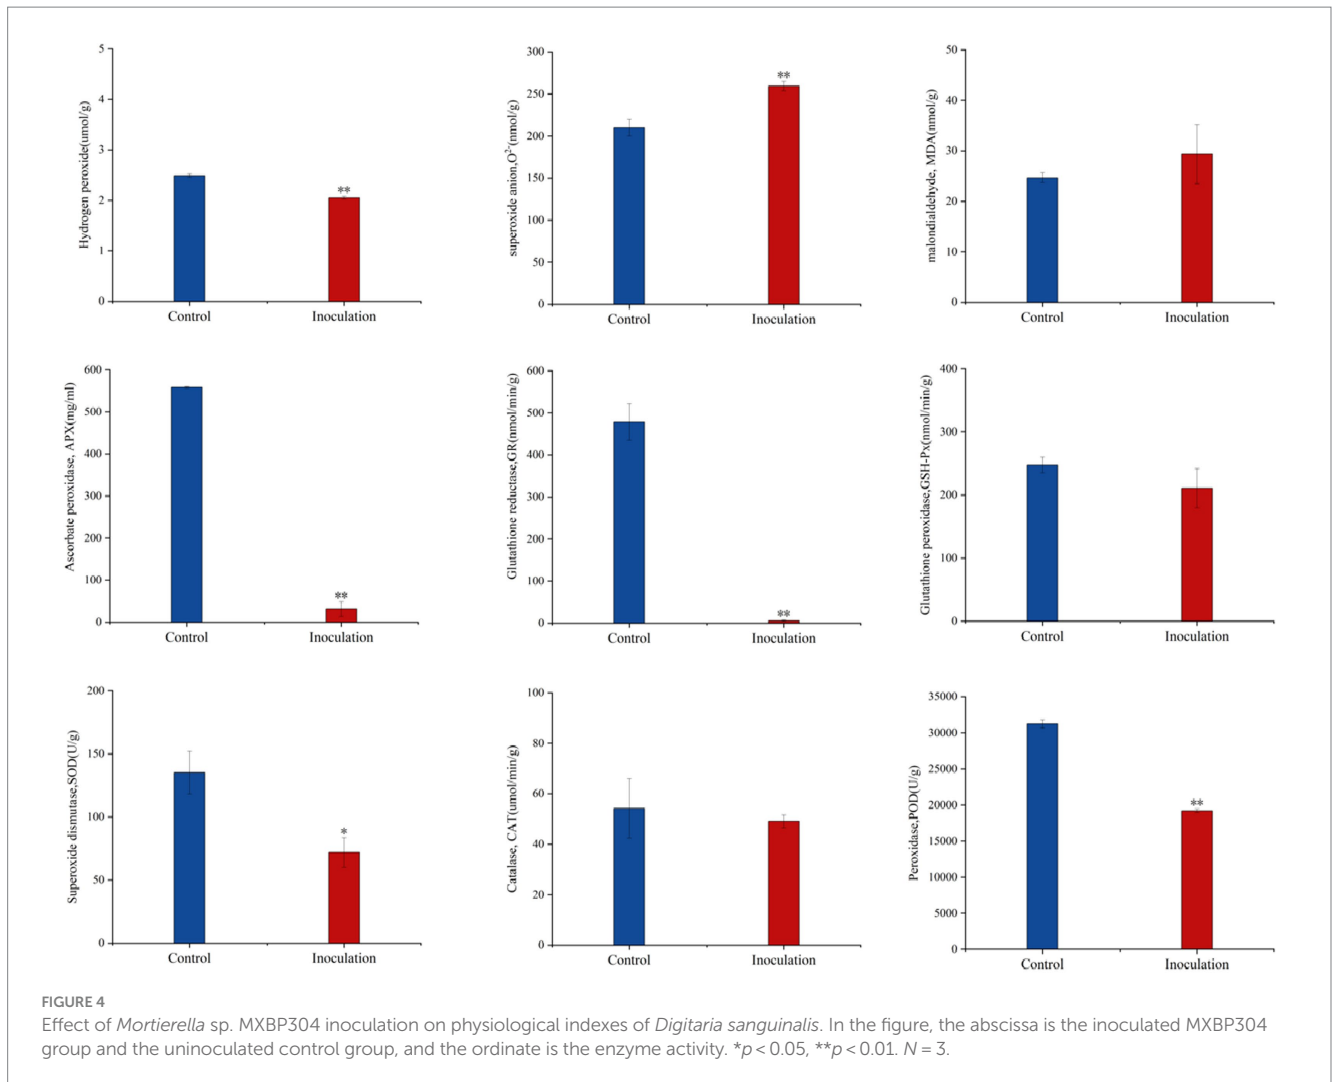 Hydrogen peroxide(umol/g)
5
4
3
2
1
0
**
Control
Inoculation
superoxide anion,O²⁻(nmol/g)
300
250
200
150
100
50
0
**
Control
Inoculation
malondialdehyde, MDA(nmol/g)
50
40
30
20
10
0
Control
Inoculation
Ascorbate peroxidase, APX(mg/ml)
600
500
400
300
200
100
0
**
Control
Inoculation
Glutathione reductase,GR(nmol/min/g)
600
500
400
300
200
100
0
**
Control
Inoculation
Glutathione peroxidase,GSH-Px(nmol/min/g)
400
300
200
100
0
Control
Inoculation
Superoxide dismutase,SOD(U/g)
200
150
100
50
0
*
Control
Inoculation
Catalase, CAT(umol/min/g)
100
80
60
40
20
0
Control
Inoculation
Peroxidase,POD(U/g)
35000
30000
25000
20000
15000
10000
5000
0
**
Control
Inoculation
FIGURE 4
Effect of Mortierella sp. MXBP304 inoculation on physiological indexes of Digitaria sanguinalis. In the figure, the abscissa is the inoculated MXBP304
group and the uninoculated control group, and the ordinate is the enzyme activity. *p < 0.05, **p < 0.01. N = 3.